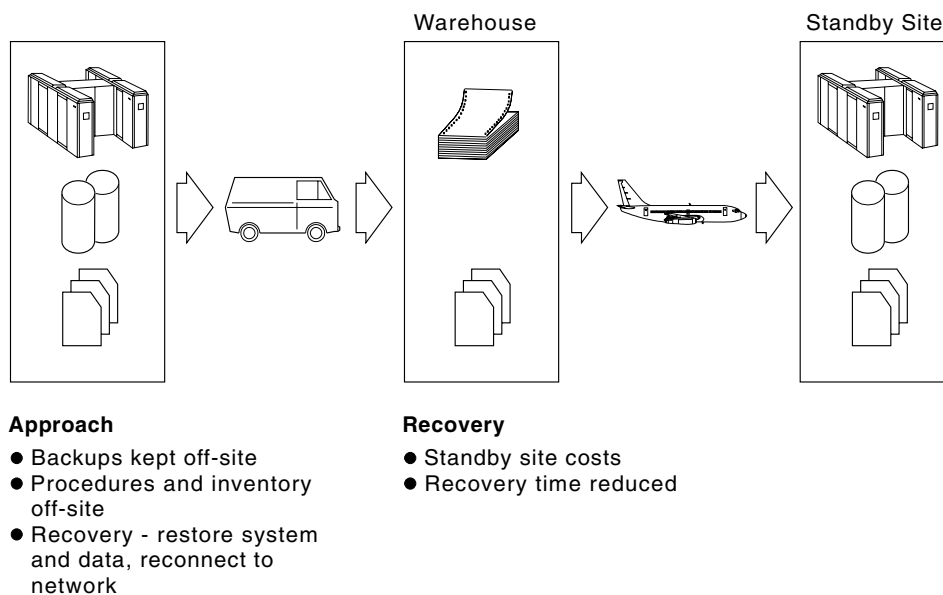 Warehouse
Standby Site
Approach
● Backups kept off-site
● Procedures and inventory
off-site
● Recovery - restore system
and data, reconnect to
network
Recovery
● Standby site costs
● Recovery time reduced